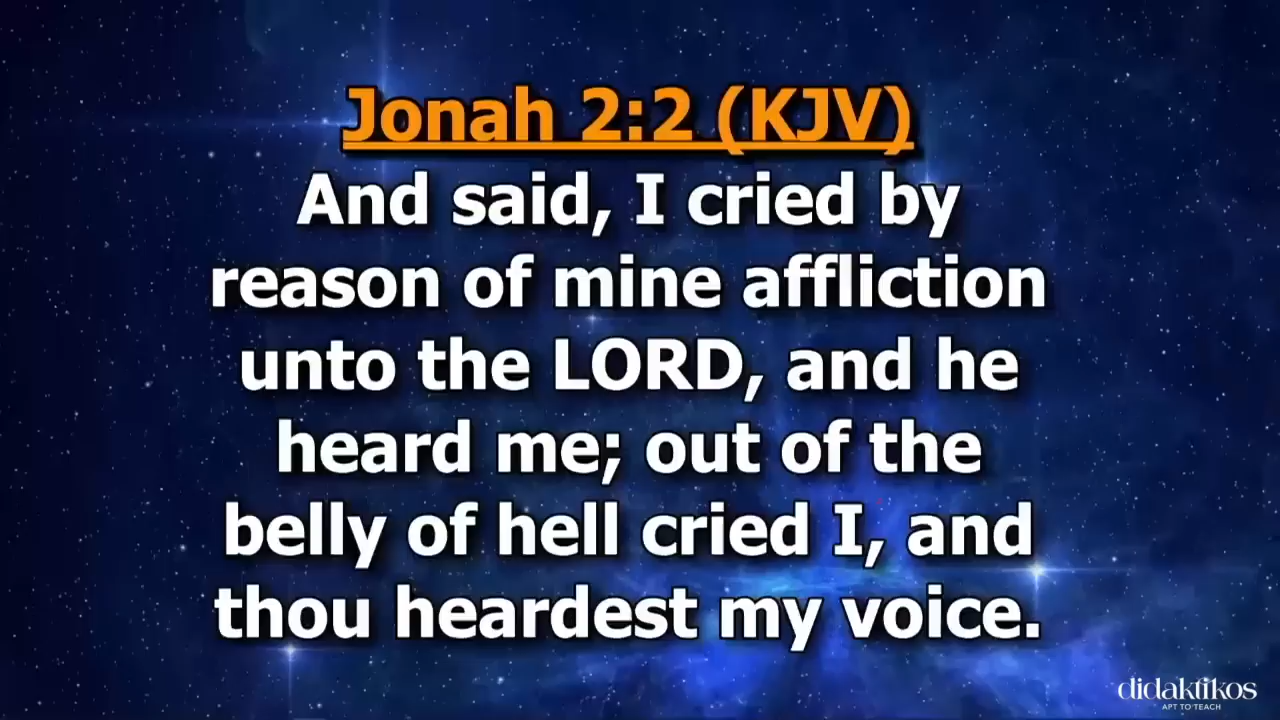 Jonah 2:2 (KJV)
And said, I cried by
reason of mine affliction
unto the LORD, and he
heard me; out of the
belly of hell cried I, and
thou heardest my voice.
didaktikos
APT TO TEACH